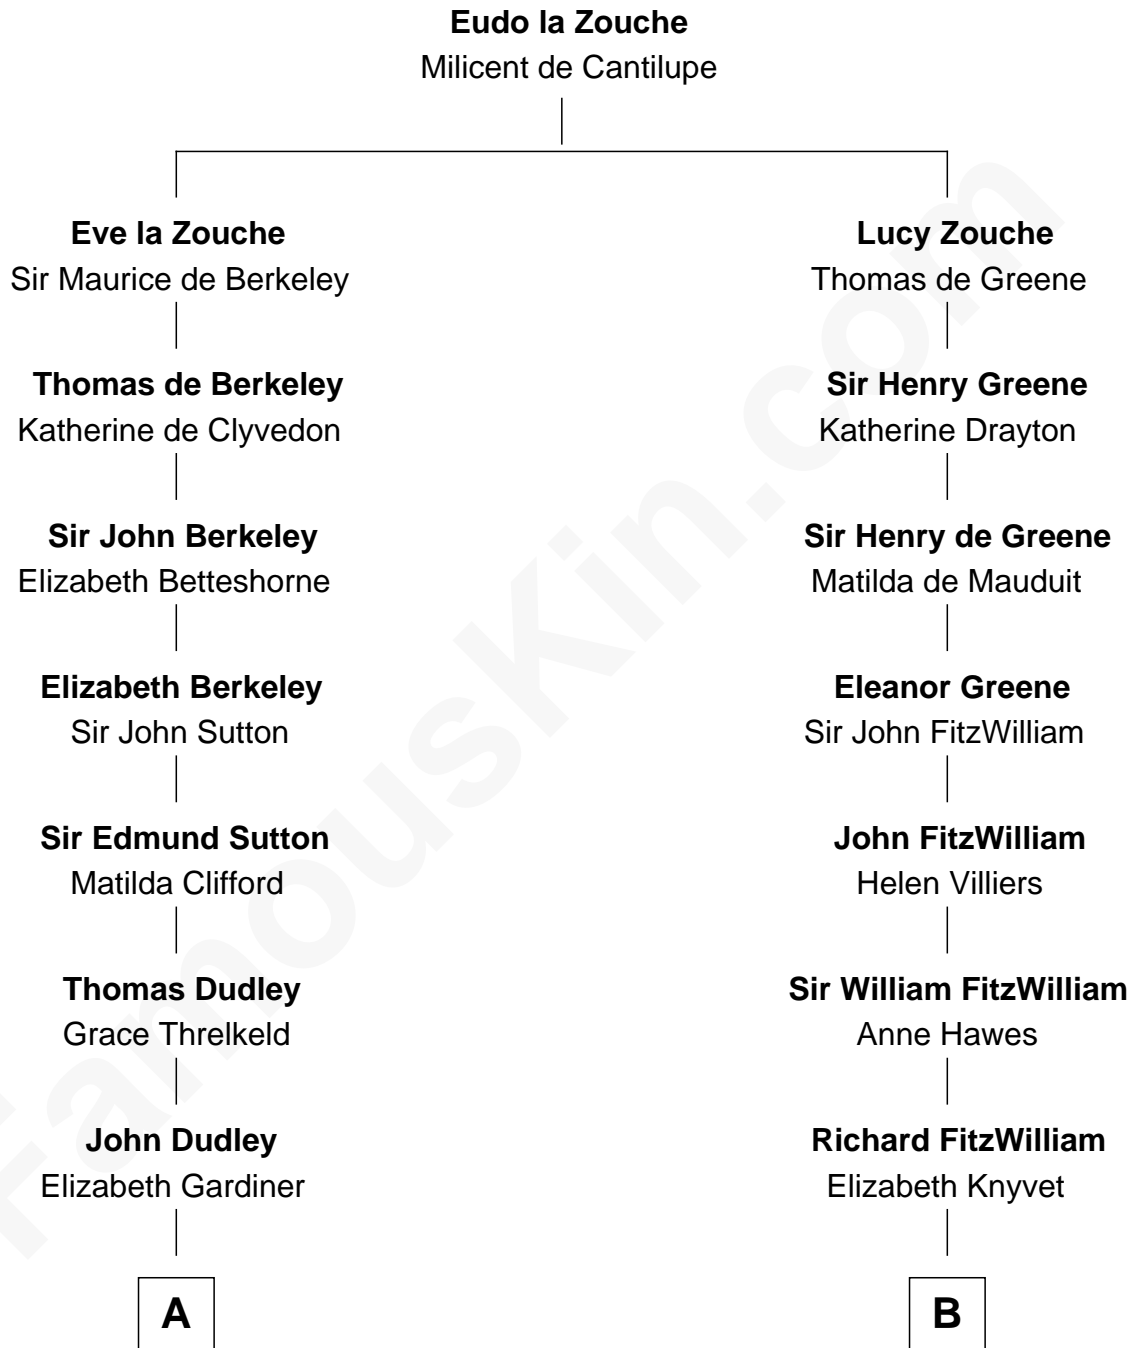 Eudo la Zouche
Milicent de Cantilupe
Eve la Zouche
Sir Maurice de Berkeley
Lucy Zouche
Thomas de Greene
Thomas de Berkeley
Katherine de Clyvedon
Sir Henry Greene
Katherine Drayton
Sir John Berkeley
Elizabeth Betteshorne
Sir Henry de Greene
Matilda de Mauduit
Elizabeth Berkeley
Sir John Sutton
Eleanor Greene
Sir John FitzWilliam
Sir Edmund Sutton
Matilda Clifford
John FitzWilliam
Helen Villiers
Thomas Dudley
Grace Threlkeld
Sir William FitzWilliam
Anne Hawes
John Dudley
Elizabeth Gardiner
Richard FitzWilliam
Elizabeth Knyvet
A
B
FamousKin.com